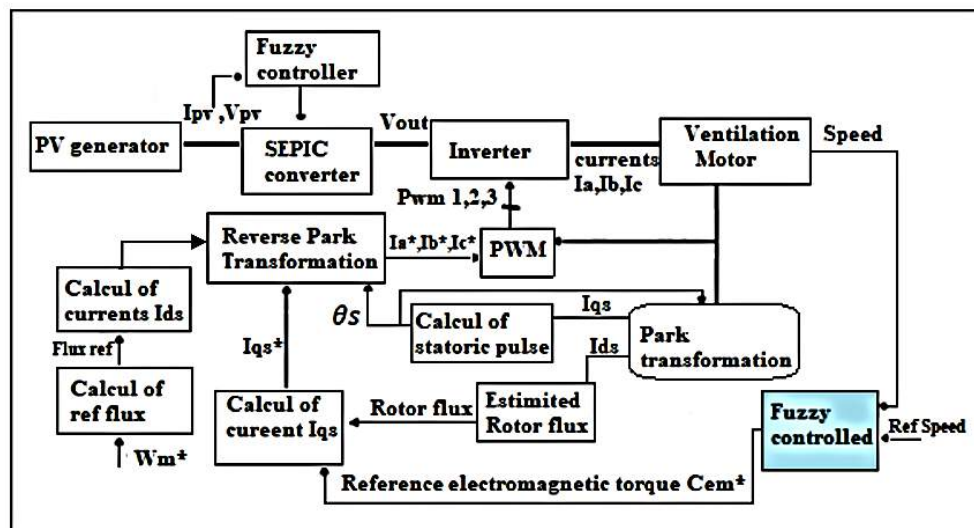 Fuzzy
controller
Ipv ,Vpv
PV generator
SEPIC
converter
Vout
Inverter
currents
Ia,Ib,Ic
Ventilation
Motor
Speed
Pwm 1,2,3
Reverse Park
Transformation
Ia*,Ib*,Ic*
PWM
Calcul of
currents Ids
θs
Calcul of
statoric pulse
Iqs
Ids
Park
transformation
Flux ref
Iqs*
Calcul of
ref flux
Calcul of
cureent Iqs
Rotor flux
Estimited
Rotor flux
Fuzzy
controlled
Ref Speed
Wm*
Reference electromagnetic torque Cem*